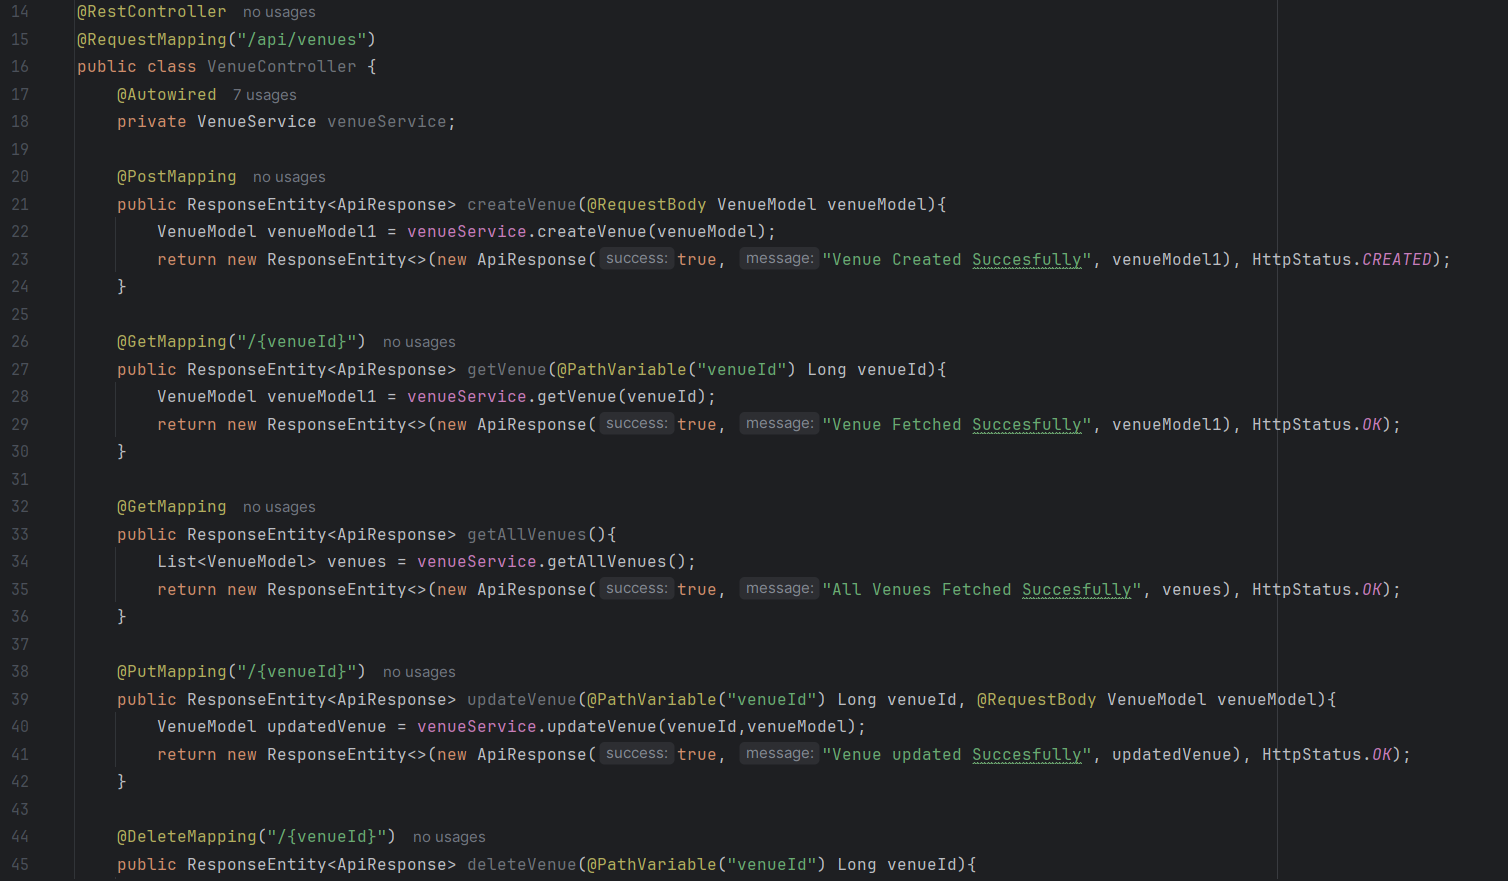 14 @RestController no usages
15 @RequestMapping("/api/venues")
16 public class VenueController {
17 @Autowired 7 usages
18 private VenueService venueService;
19
20 @PostMapping no usages
21 public ResponseEntity<ApiResponse> createVenue(@RequestBody VenueModel venueModel){
22 VenueModel venueModel1 = venueService.createVenue(venueModel);
23 return new ResponseEntity<>(new ApiResponse( success: true, message: "Venue Created Succesfully", venueModel1), HttpStatus.CREATED);
24 }
25
26 @GetMapping("/{venueId}") no usages
27 public ResponseEntity<ApiResponse> getVenue(@PathVariable("venueId") Long venueId){
28 VenueModel venueModel1 = venueService.getVenue(venueId);
29 return new ResponseEntity<>(new ApiResponse( success: true, message: "Venue Fetched Succesfully", venueModel1), HttpStatus.OK);
30 }
31
32 @GetMapping no usages
33 public ResponseEntity<ApiResponse> getAllVenues(){
34 List<VenueModel> venues = venueService.getAllVenues();
35 return new ResponseEntity<>(new ApiResponse( success: true, message: "All Venues Fetched Succesfully", venues), HttpStatus.OK);
36 }
37
38 @PutMapping("/{venueId}") no usages
39 public ResponseEntity<ApiResponse> updateVenue(@PathVariable("venueId") Long venueId, @RequestBody VenueModel venueModel){
40 VenueModel updatedVenue = venueService.updateVenue(venueId,venueModel);
41 return new ResponseEntity<>(new ApiResponse( success: true, message: "Venue updated Succesfully", updatedVenue), HttpStatus.OK);
42 }
43
44 @DeleteMapping("/{venueId}") no usages
45 public ResponseEntity<ApiResponse> deleteVenue(@PathVariable("venueId") Long venueId){